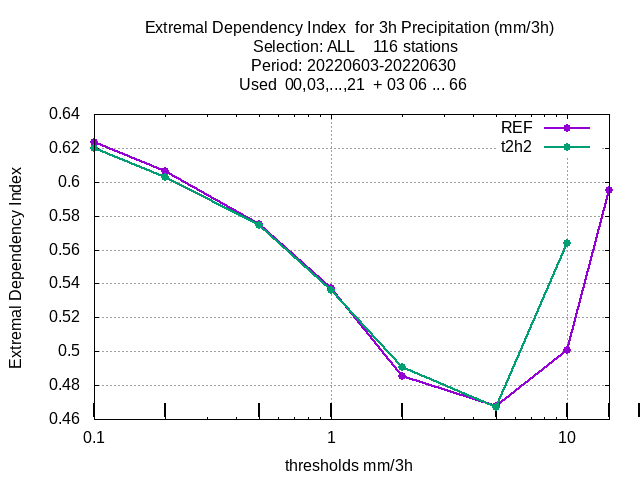 Extremal Dependency Index  for 3h Precipitation (mm/3h)
Selection: ALL    116 stations
Period: 20220603-20220630
Used  00,03,...,21  + 03 06 ... 66
REF
t2h2
Extremal Dependency Index
0.64
0.62
0.6
0.58
0.56
0.54
0.52
0.5
0.48
0.46
0.1
1
10
thresholds mm/3h